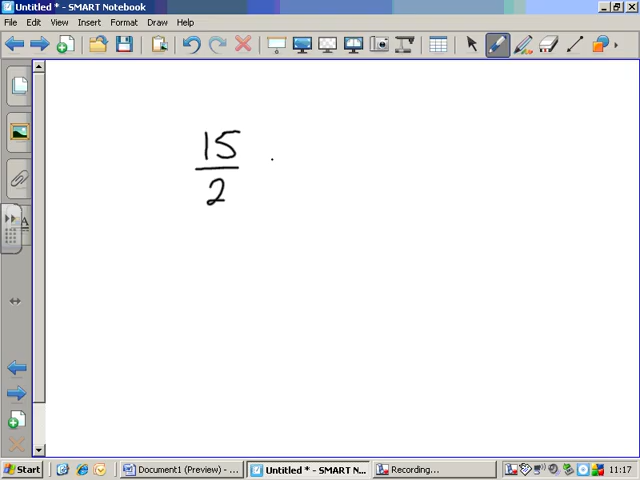 Untitled * - SMART Notebook
File Edit View Insert Format Draw Help
15
2
Start Document1 (Preview) - ... Untitled * - SMART N... Recording... 11:17